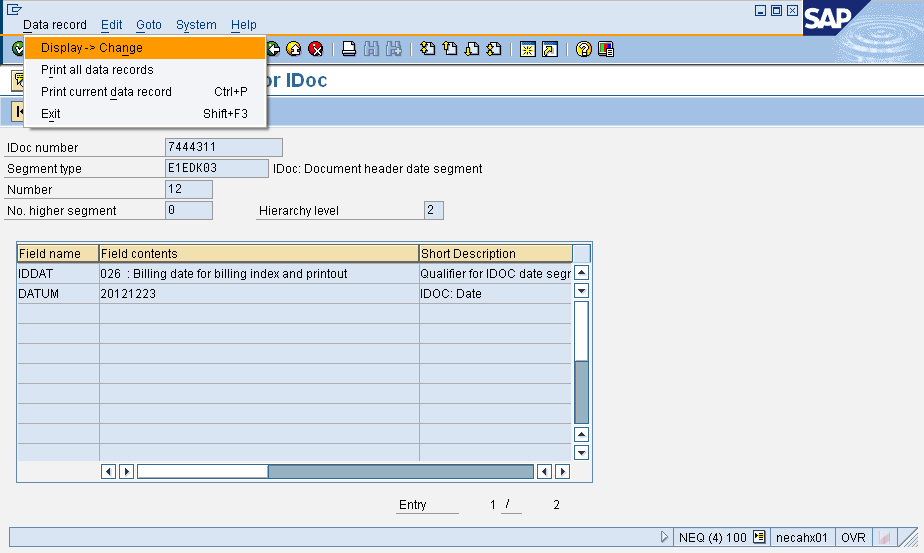 Data record Edit Goto System Help
SAP
Display -> Change
Print all data records
Print current data record Ctrl+P
Exit Shift+F3
or IDoc
IDoc number 7444311
Segment type E1EDK03 IDoc: Document header date segment
Number 12
No. higher segment 0 Hierarchy level 2
Field name Field contents Short Description
IDDAT 026 : Billing date for billing index and printout Qualifier for IDOC date segr
DATUM 20121223 IDOC: Date
Entry 1 / 2
NEQ (4) 100 necahx01 OVR